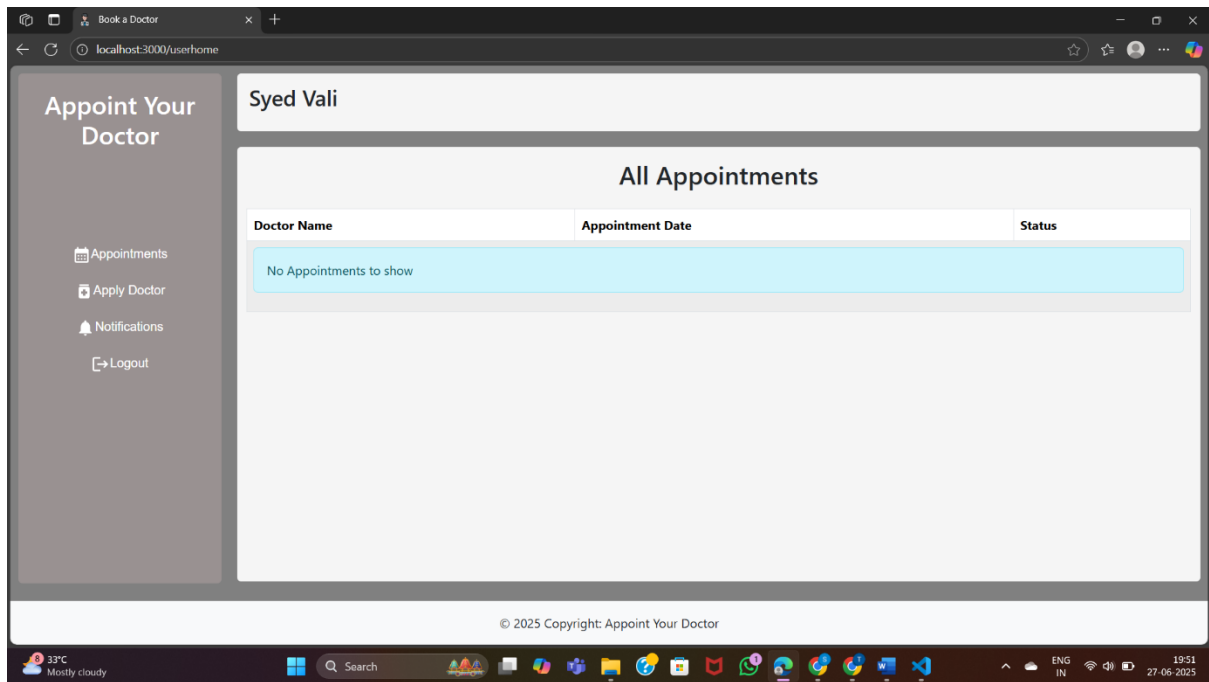 Book a Doctor
localhost:3000/userhome
Appoint Your
Doctor
Appointments
Apply Doctor
Notifications
Logout
Syed Vali
All Appointments
Doctor Name Appointment Date Status
No Appointments to show
© 2025 Copyright: Appoint Your Doctor
8
33°C
Mostly cloudy
Search
1
ENG
IN
19:51
27-06-2025